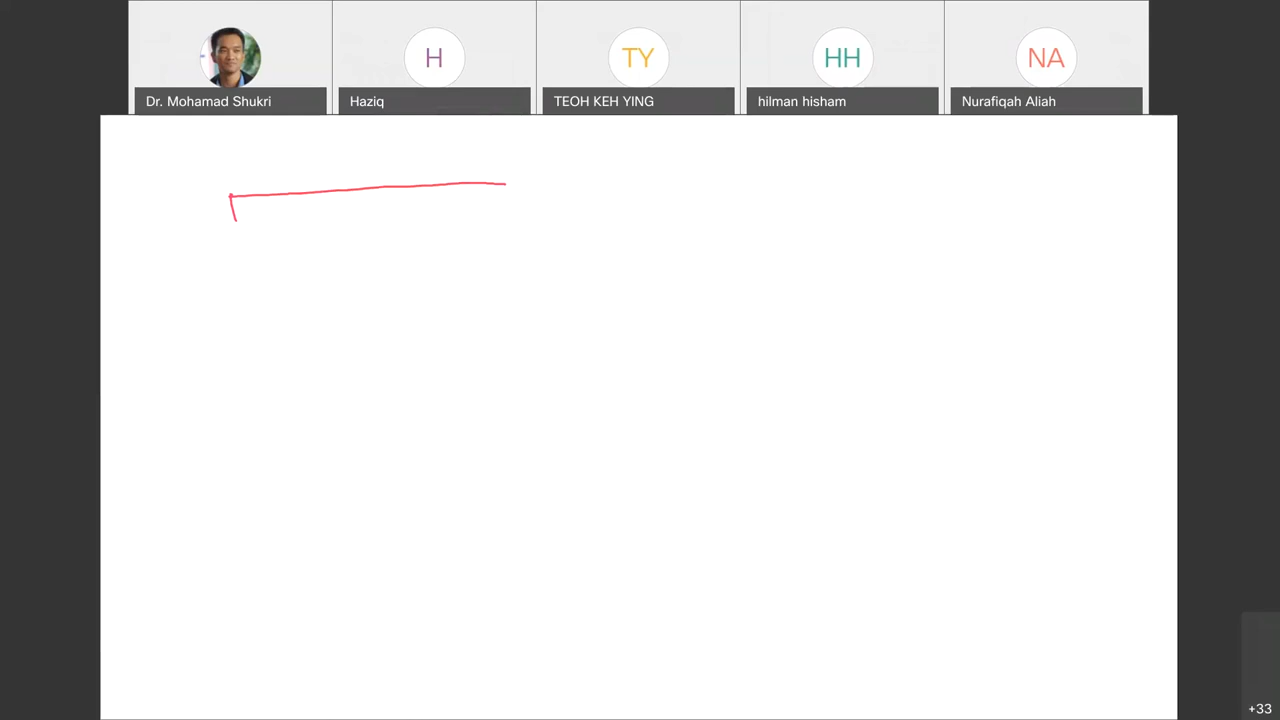 H
TY
HH
NA
Dr. Mohamad Shukri
Haziq
TEOH KEH YING
hilman hisham
Nurafiqah Aliah
+33